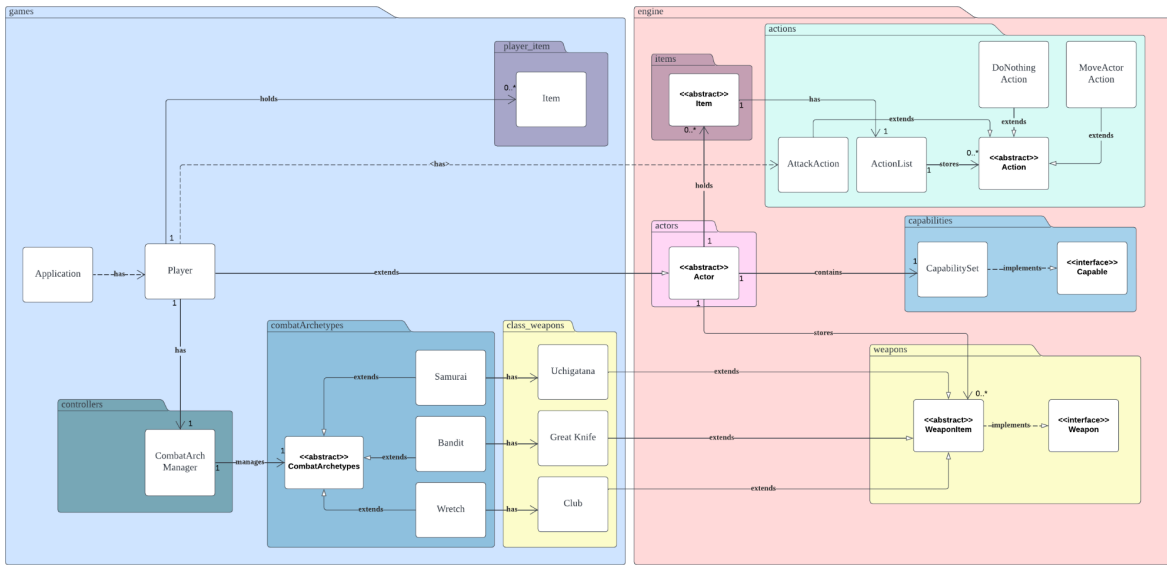 games
engine
player_item
Item
0..*
holds
items
<<abstract>>
Item
1
0..*
actions
DoNothing
Action
MoveActor
Action
has
1
extends
extends
extends
AttackAction
ActionList
1
stores
0..*
<<abstract>>
Action
<has>
holds
1
Application
has
Player
1
1
extends
actors
<<abstract>>
Actor
1
1
1
contains
capabilities
1
CapabilitySet
implements
<<interface>>
Capable
has
stores
controllers
1
CombatArch
Manager
1
manages
1
combatArchetypes
<<abstract>>
CombatArchetypes
extends
extends
extends
Samurai
Bandit
Wretch
has
has
has
class_weapons
Uchigatana
Great Knife
Club
extends
extends
extends
weapons
0..*
<<abstract>>
WeaponItem
implements
<<interface>>
Weapon